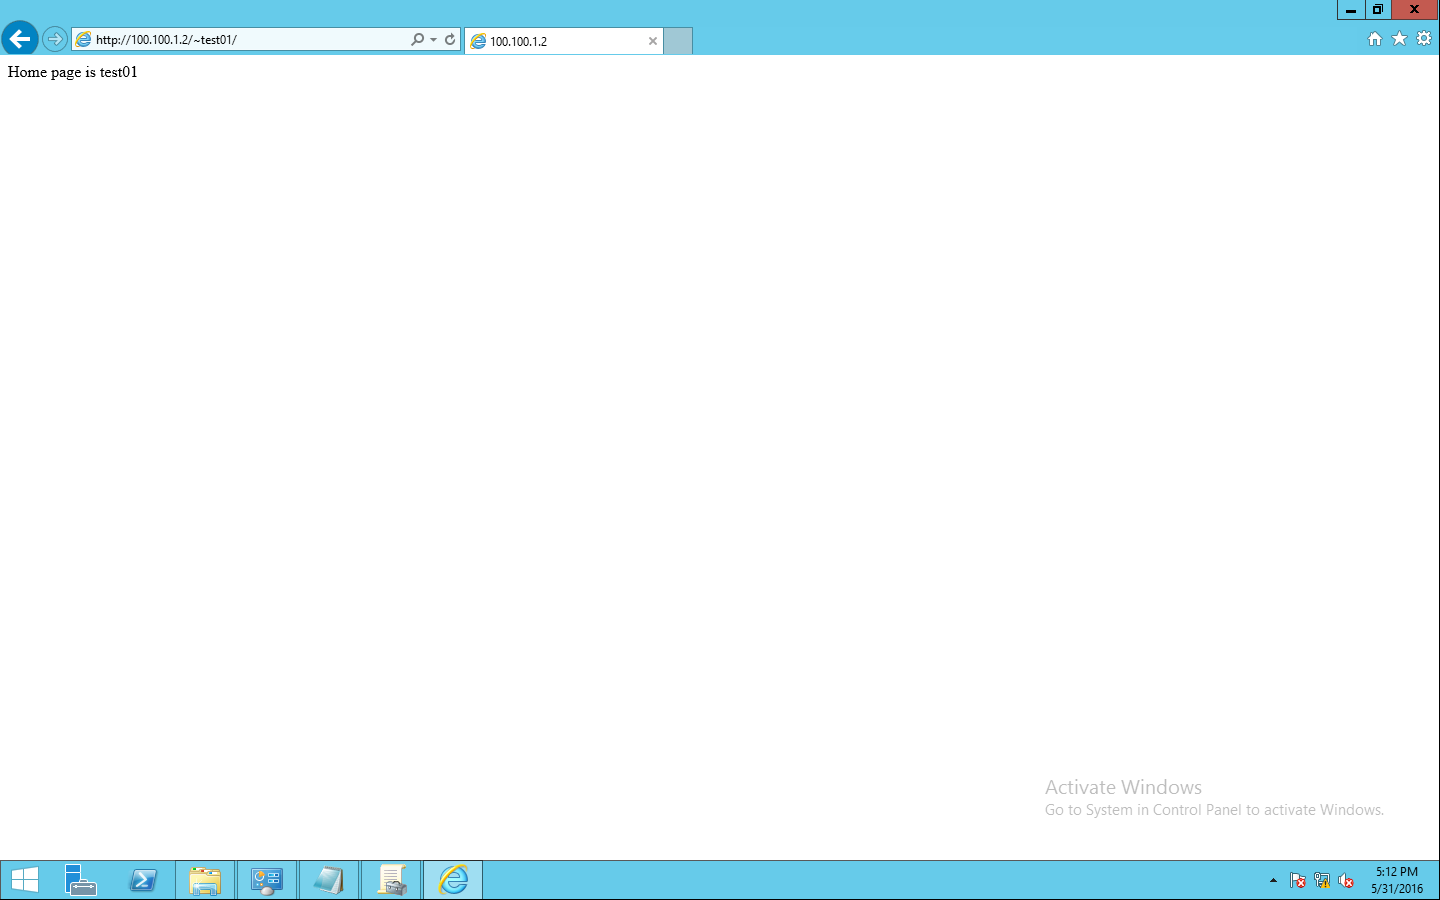 http://100.100.1.2/~test01/
100.100.1.2
Home page is test01
Activate Windows
Go to System in Control Panel to activate Windows.
5:12 PM
5/31/2016